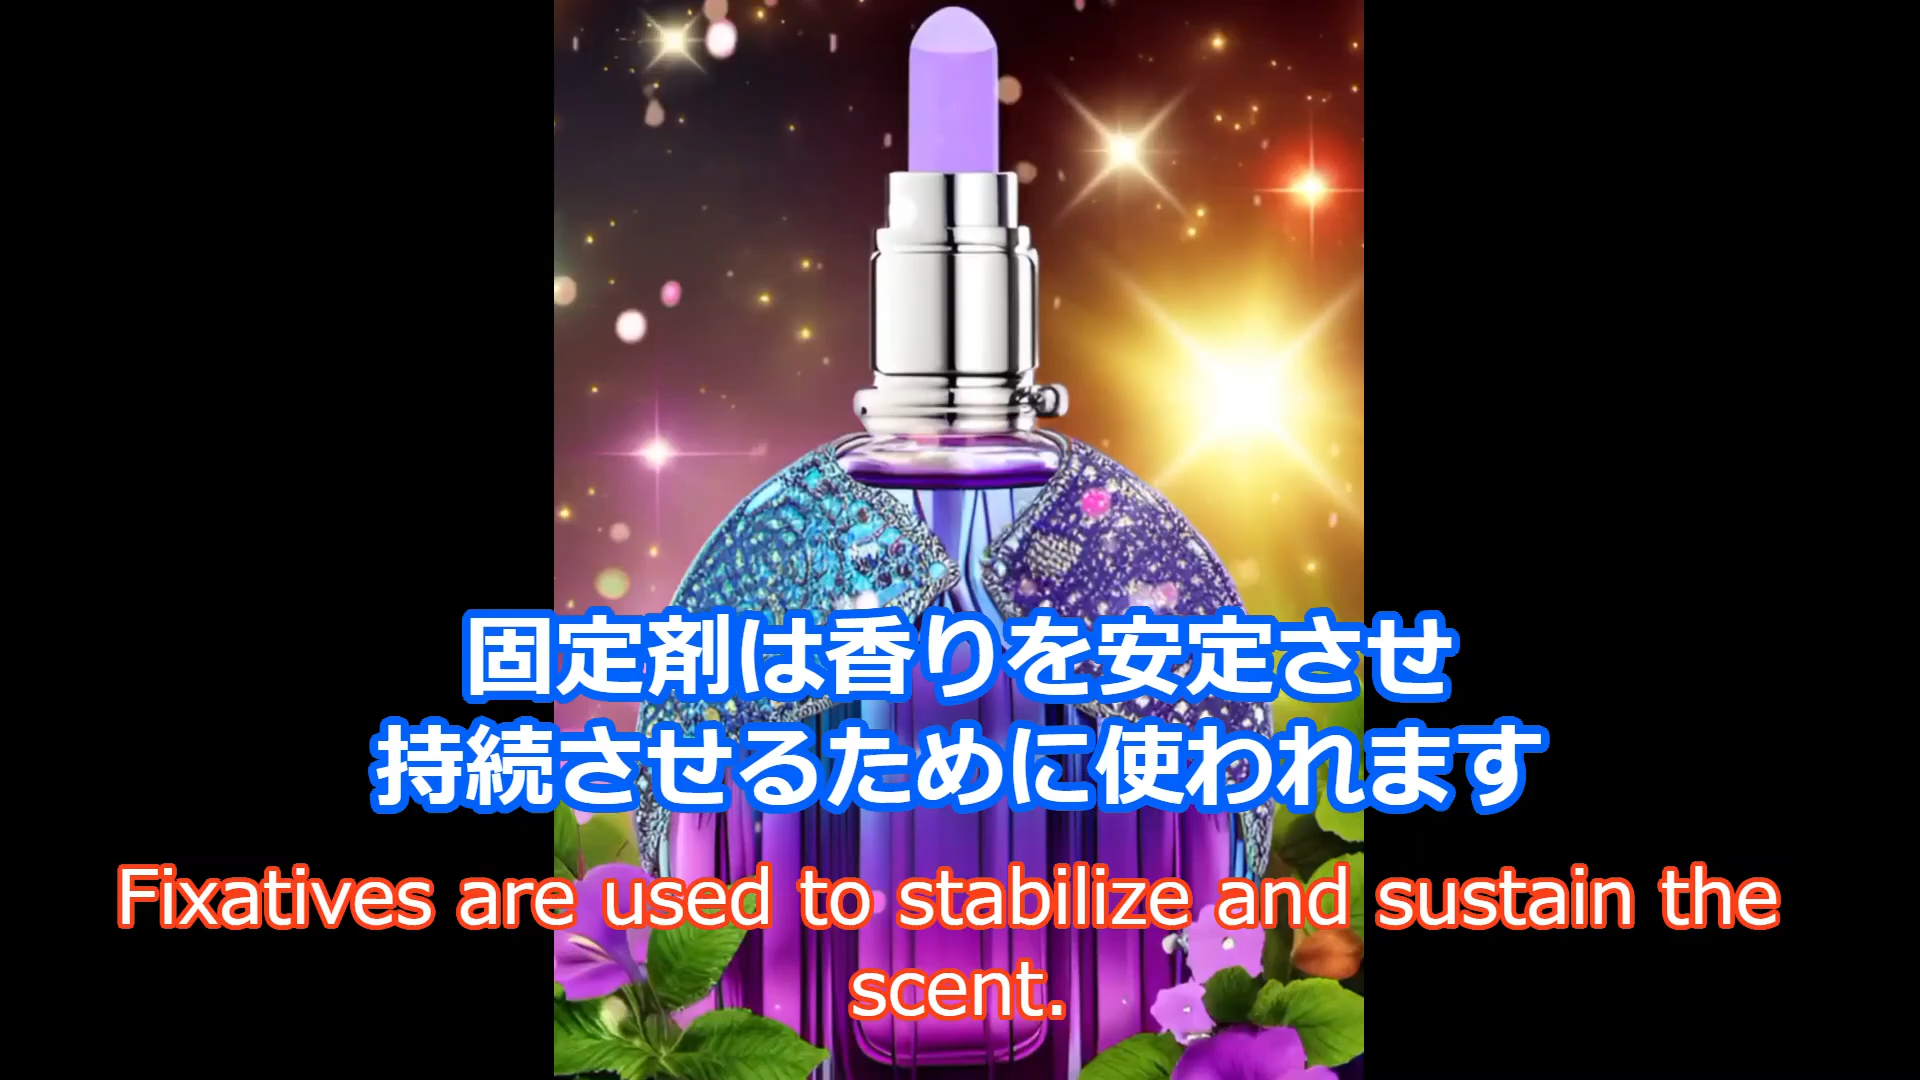 固定剤は香りを安定させ
持続させるために使われます
Fixatives are used to stabilize and sustain the
scent.